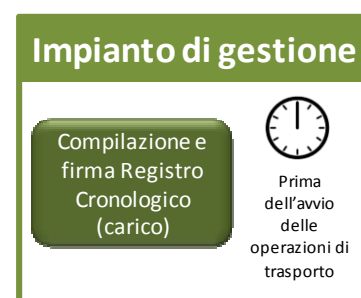 Impianto di gestione
Compilazione e
firma Registro
Cronologico
(carico)
Prima
dell’avvio
delle
operazioni di
trasporto